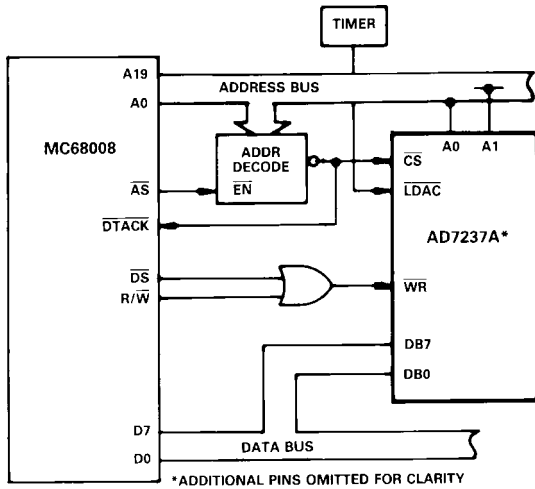 TIMER
A19
ADDRESS BUS
A0
MC68008
ADDR
DECODE
EN
A0
A1
CS
LDAC
AD7237A*
AS
DTACK
DS
R/W
WR
DB7
DB0
D7
D0
DATA BUS
*ADDITIONAL PINS OMITTED FOR CLARITY